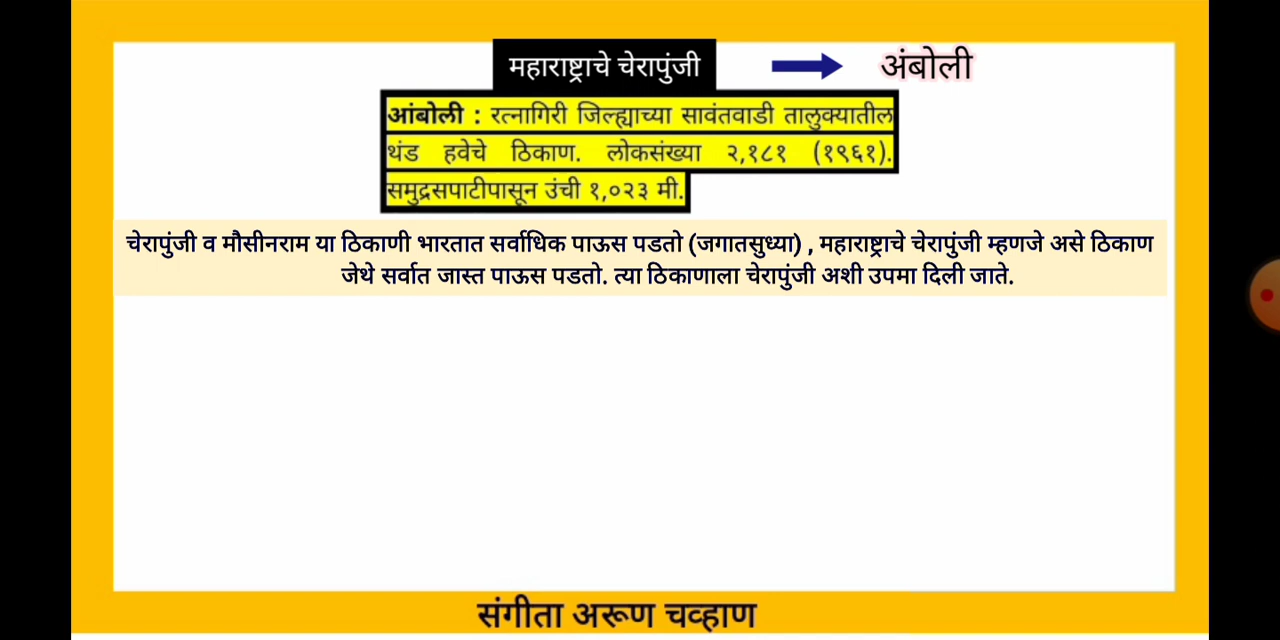 महाराष्ट्राचे चेरापुंजी अंबोली
आंबोली : रत्नागिरी जिल्ह्याच्या सावंतवाडी तालुक्यातील
थंड हवेचे ठिकाण. लोकसंख्या २,१८१ (१९६१).
समुद्रसपाटीपासून उंची १,०२३ मी.
चेरापुंजी व मौसीनराम या ठिकाणी भारतात सर्वाधिक पाऊस पडतो (जगातसुध्या) , महाराष्ट्राचे चेरापुंजी म्हणजे असे ठिकाण
जेथे सर्वात जास्त पाऊस पडतो. त्या ठिकाणाला चेरापुंजी अशी उपमा दिली जाते.
संगीता अरूण चव्हाण